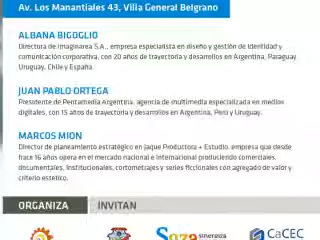 Av. Los Manantiales 43, Villa General Belgrano
ALBANA BIGOGLIO
Directora de Imaginarea S.A., empresa especialista en diseño y gestión de identidad y
comunicación corporativa, con 20 años de trayectoria y desarrollos en Argentina, Paraguay
Uruguay, Chile y España.
JUAN PABLO ORTEGA
Presidente de Pentamedia Argentina, agencia de multimedia especializada en medios
digitales, con 15 años de trayectoria y desarrollos en Argentina, Perú y Uruguay.
MARCOS MION
Director de planeamiento estratégico en Jaque Productora + Estudio, empresa que desde
hace 16 años opera en el mercado nacional e internacional produciendo comerciales,
documentales, institucionales, cortometrajes y series ficcionales con agregado de valor y
criterio estético.
ORGANIZA INVITAN
CaCEC